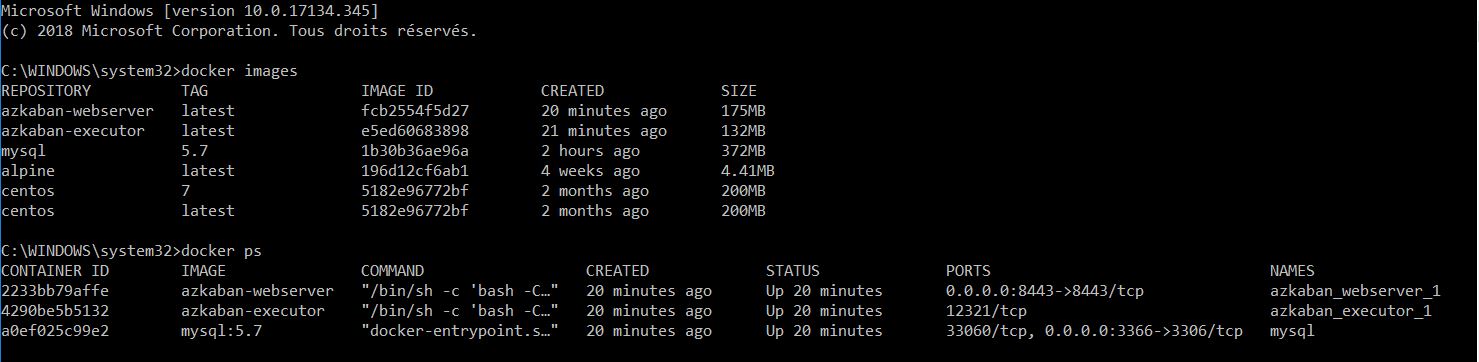 Microsoft Windows [version 10.0.17134.345]
(c) 2018 Microsoft Corporation. Tous droits réservés.
C:\WINDOWS\system32>docker images
REPOSITORY TAG IMAGE ID CREATED SIZE
azkaban-webserver latest fcb2554f5d27 20 minutes ago 175MB
azkaban-executor latest e5ed60683898 21 minutes ago 132MB
mysql 5.7 1b30b36ae96a 2 hours ago 372MB
alpine latest 196d12cf6ab1 4 weeks ago 4.41MB
centos 7 5182e96772bf 2 months ago 200MB
centos latest 5182e96772bf 2 months ago 200MB
C:\WINDOWS\system32>docker ps
CONTAINER ID IMAGE COMMAND CREATED STATUS PORTS NAMES
2233bb79affe azkaban-webserver "/bin/sh -c 'bash -C…" 20 minutes ago Up 20 minutes 0.0.0.0:8443->8443/tcp azkaban_webserver_1
4290be5b5132 azkaban-executor "/bin/sh -c 'bash -C…" 20 minutes ago Up 20 minutes 12321/tcp azkaban_executor_1
a0ef025c99e2 mysql:5.7 "docker-entrypoint.s…" 20 minutes ago Up 20 minutes 33060/tcp, 0.0.0.0:3366->3306/tcp mysql